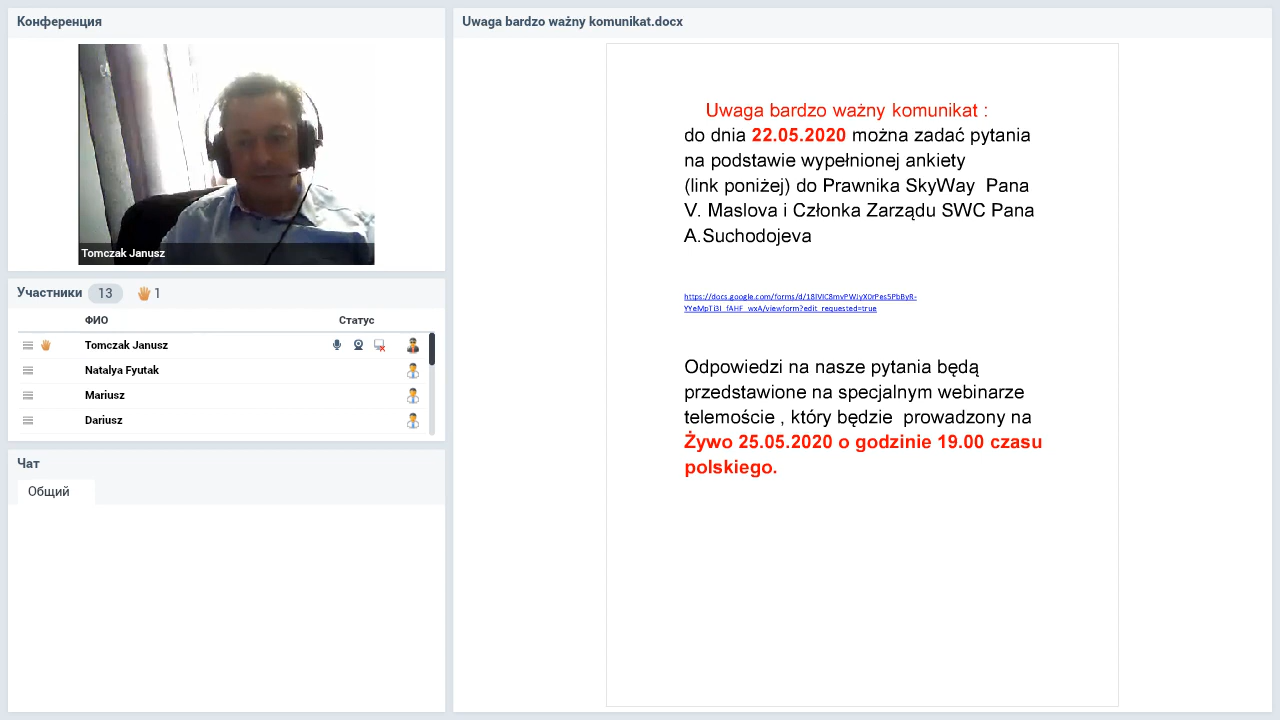 Конференция
Tomczak Janusz
Участники 13 1
ФИО Статус
Tomczak Janusz
Natalya Fyutak
Mariusz
Dariusz
Чат
Общий
Uwaga bardzo ważny komunikat.docx
Uwaga bardzo ważny komunikat :
do dnia 22.05.2020 można zadać pytania
na podstawie wypełnionej ankiety
(link poniżej) do Prawnika SkyWay Pana
V. Maslova i Członka Zarządu SWC Pana
A.Suchodojeva
Odpowiedzi na nasze pytania będą
przedstawione na specjalnym webinarze
telemoście , który będzie prowadzony na
Żywo 25.05.2020 o godzinie 19.00 czasu
polskiego.